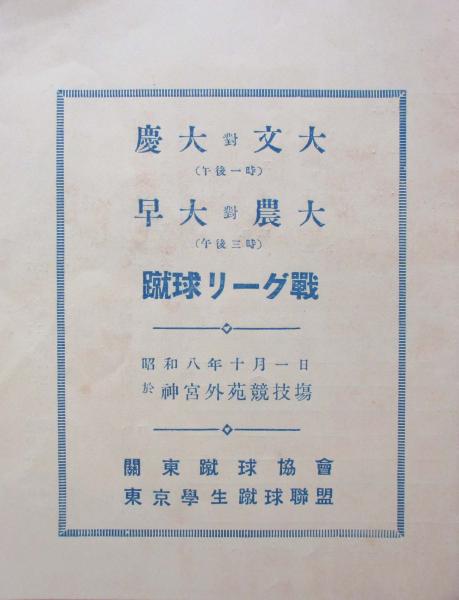 慶大對文大
（午後一時）
早大對農大
（午後三時）
蹴球リーグ戰
昭和八年十月一日
於神宮外苑競技場
關東蹴球協會
東京學生蹴球聯盟